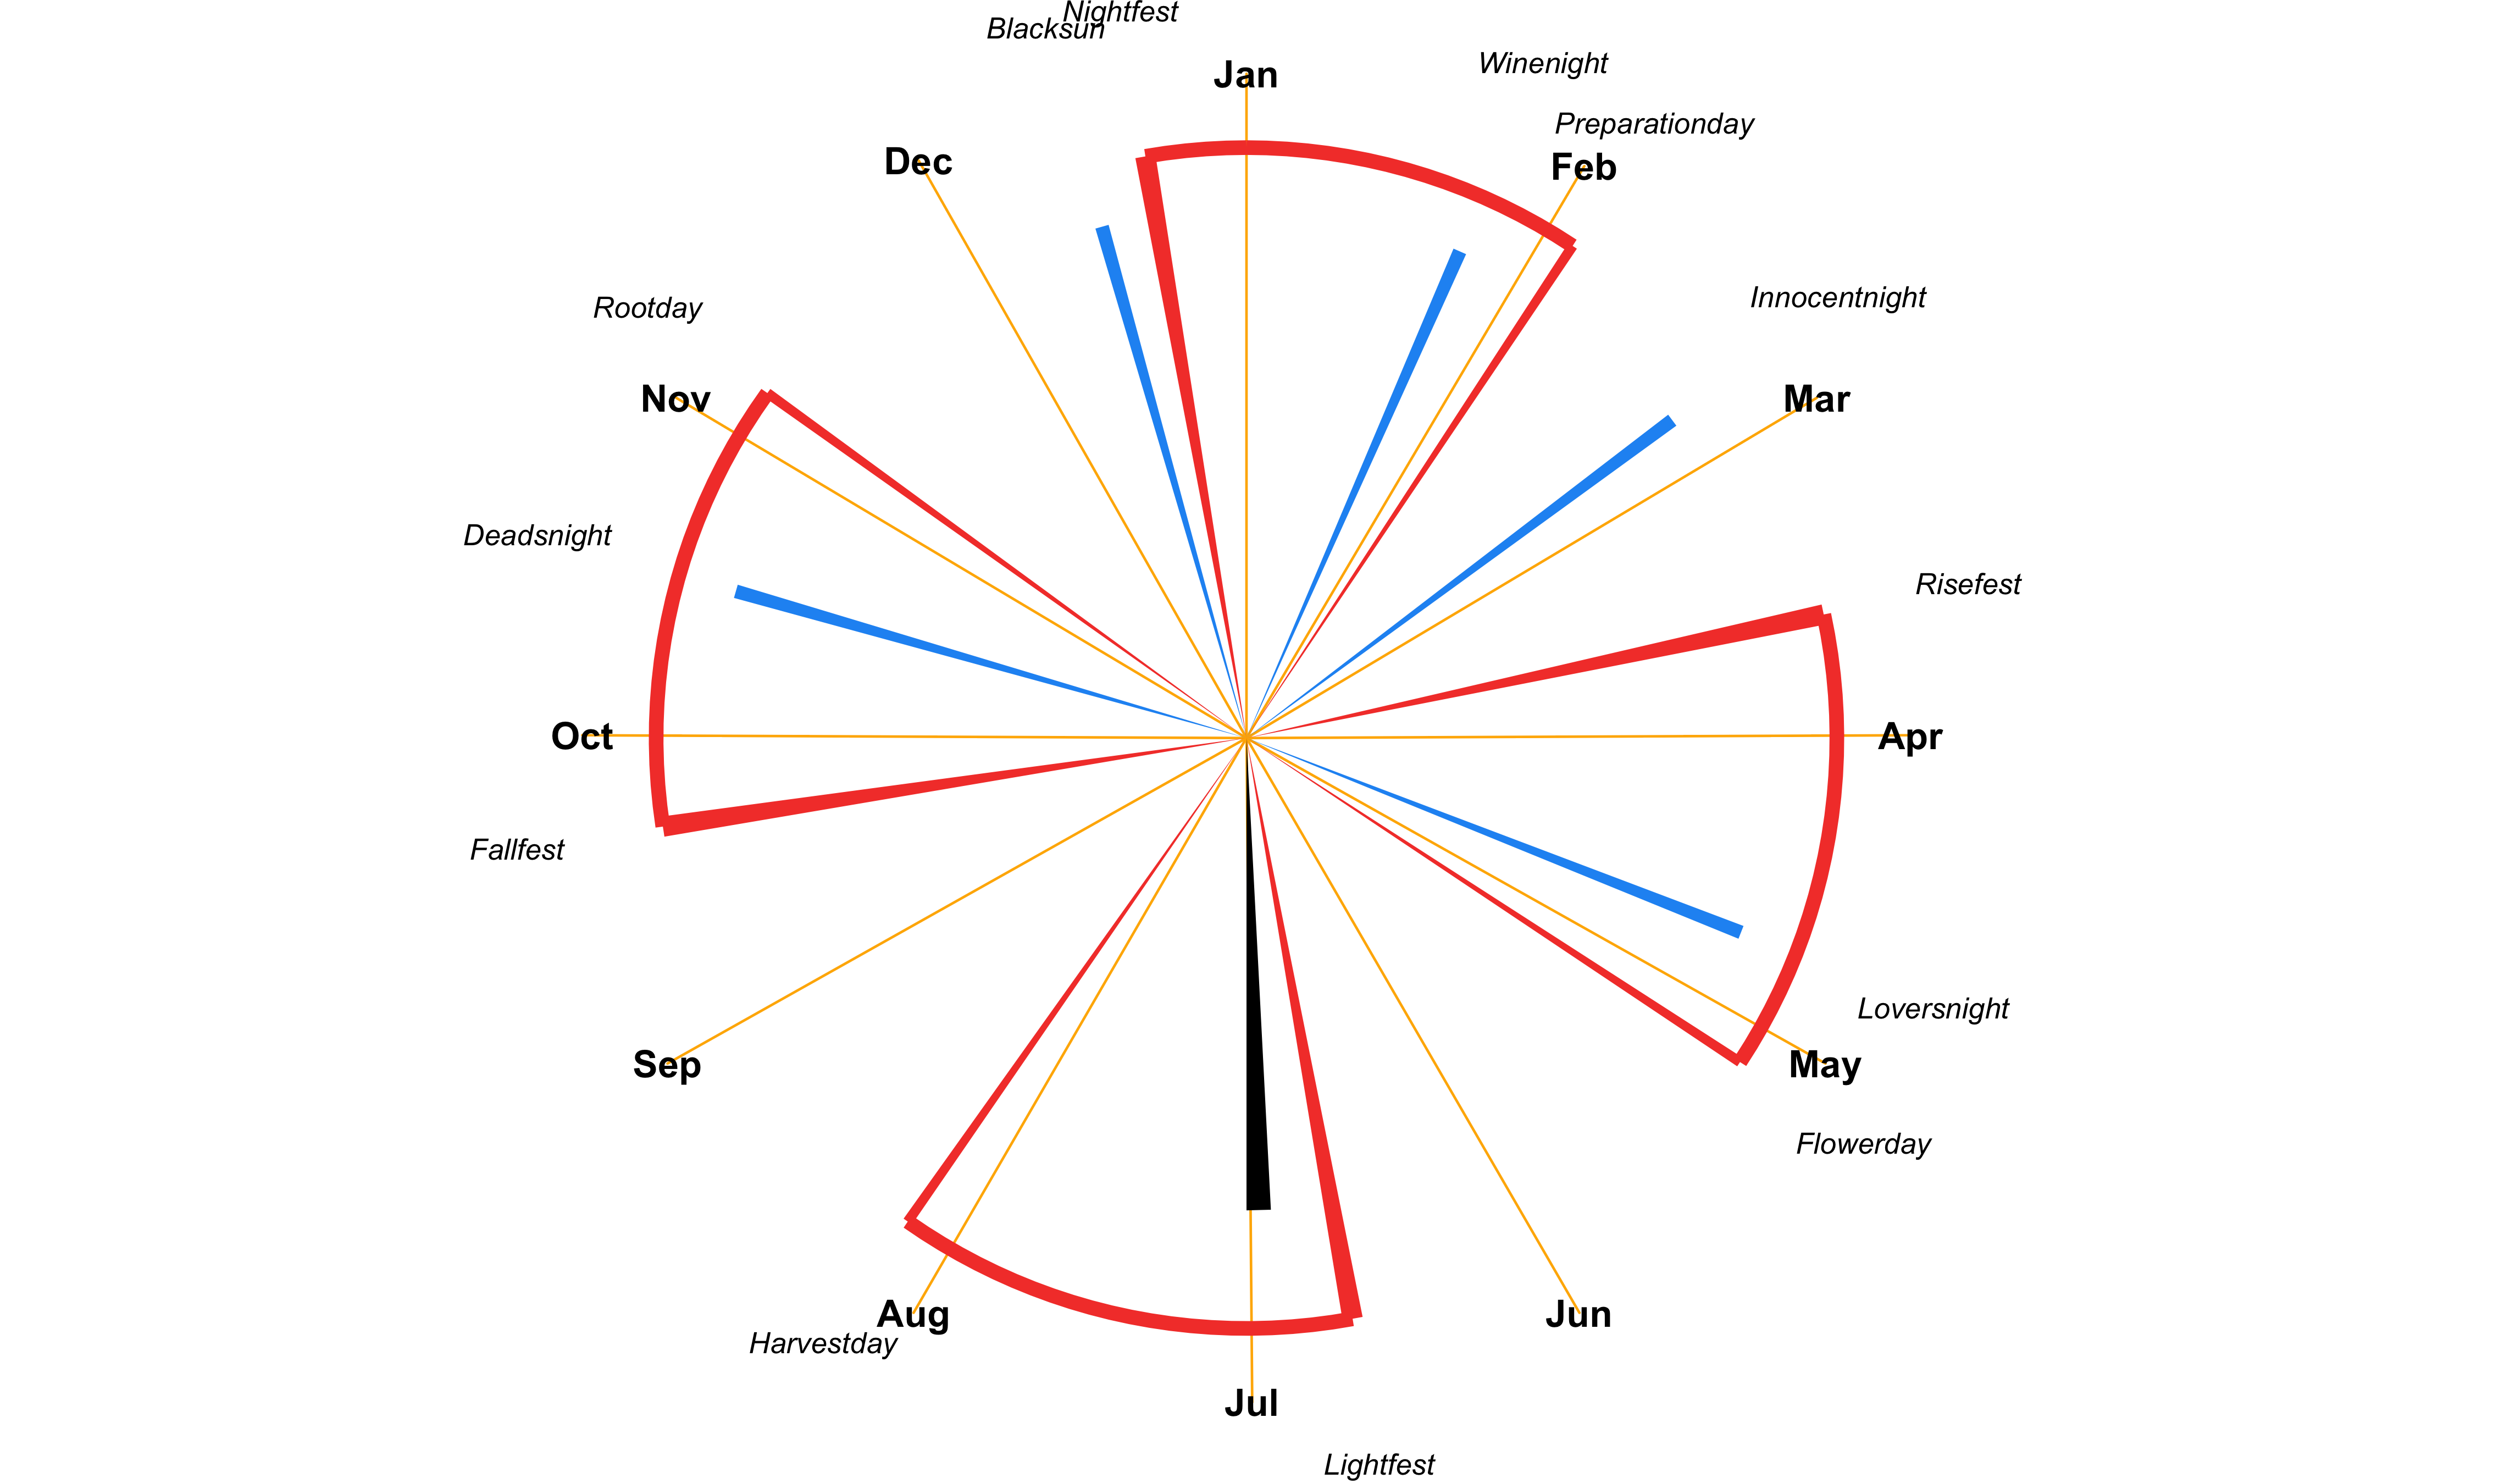 Nightfest
Blacksun
Winenight
Jan
Preparationday
Dec
Feb
Innocentnight
Rootday
Nov
Mar
Deadsnight
Risefest
Oct
Apr
Fallfest
Loversnight
Sep
May
Flowerday
Aug
Jun
Harvestday
Jul
Lightfest